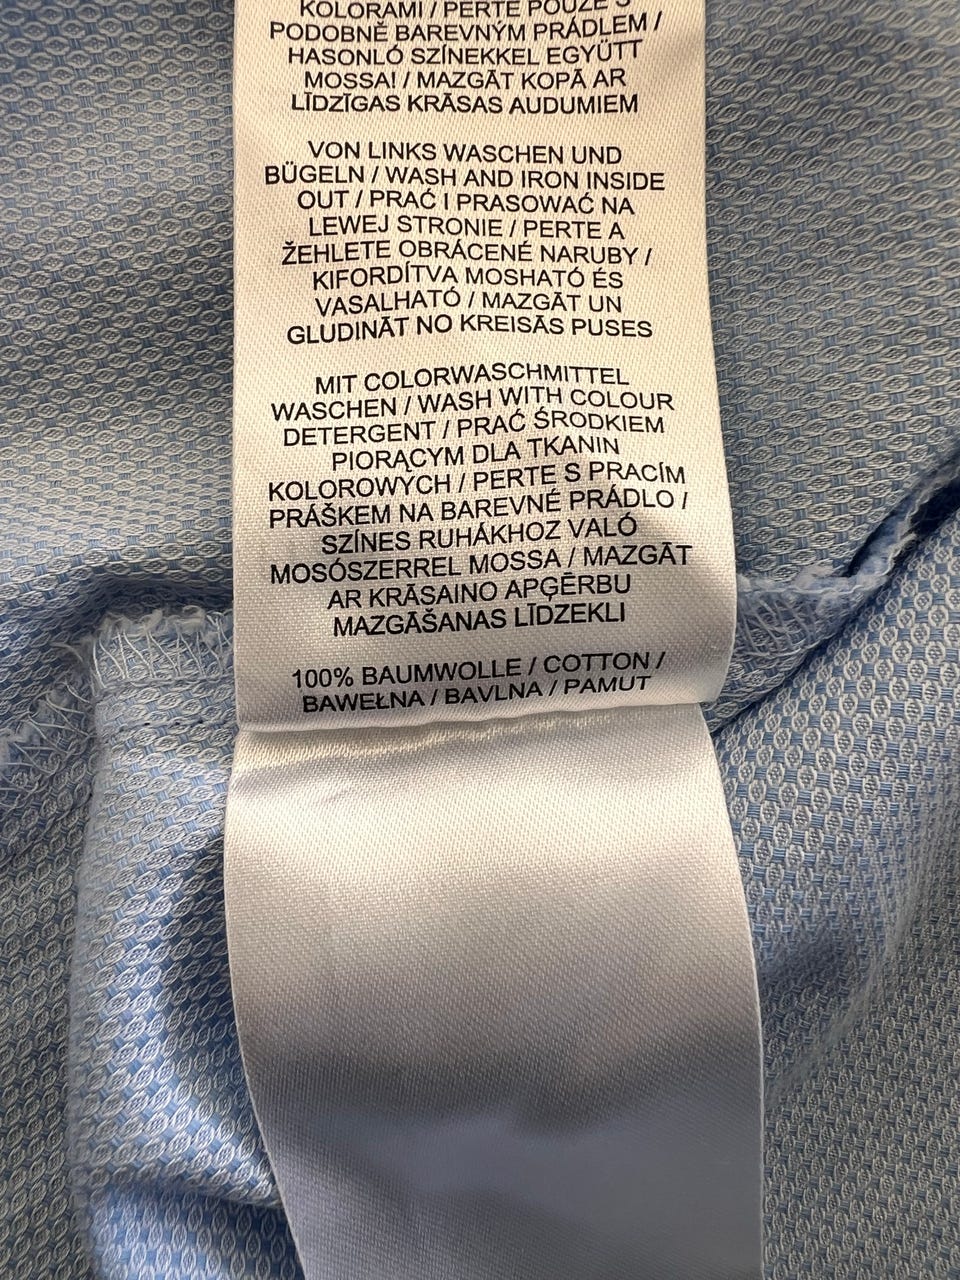 KOLORAMI / PERTE POUZE S
PODOBNĚ BAREVNÝM PRÁDLEM /
HASONLÓ SZÍNEKKEL EGYÜTT
MOSSA! / MAZGĀT KOPĀ AR
LĪDZĪGAS KRĀSAS AUDUMIEM
VON LINKS WASCHEN UND
BÜGELN / WASH AND IRON INSIDE
OUT / PRAĆ I PRASOWAĆ NA
LEWEJ STRONIE / PERTE A
ŽEHLETE OBRÁCENÉ NARUBY /
KIFORDÍTVA MOSHATÓ ÉS
VASALHATÓ / MAZGĀT UN
GLUDINĀT NO KREISĀS PUSES
MIT COLORWASCHMITTEL
WASCHEN / WASH WITH COLOUR
DETERGENT / PRAĆ ŚRODKIEM
PIORĄCYM DLA TKANIN
KOLOROWYCH / PERTE S PRACÍM
PRÁŠKEM NA BAREVNÉ PRÁDLO /
SZÍNES RUHÁKHOZ VALÓ
MOSÓSZERREL MOSSA / MAZGĀT
AR KRĀSAINO APĢĒRBU
MAZGĀŠANAS LĪDZEKLI
100% BAUMWOLLE / COTTON /
BAWEŁNA / BAVLNA / PAMUT